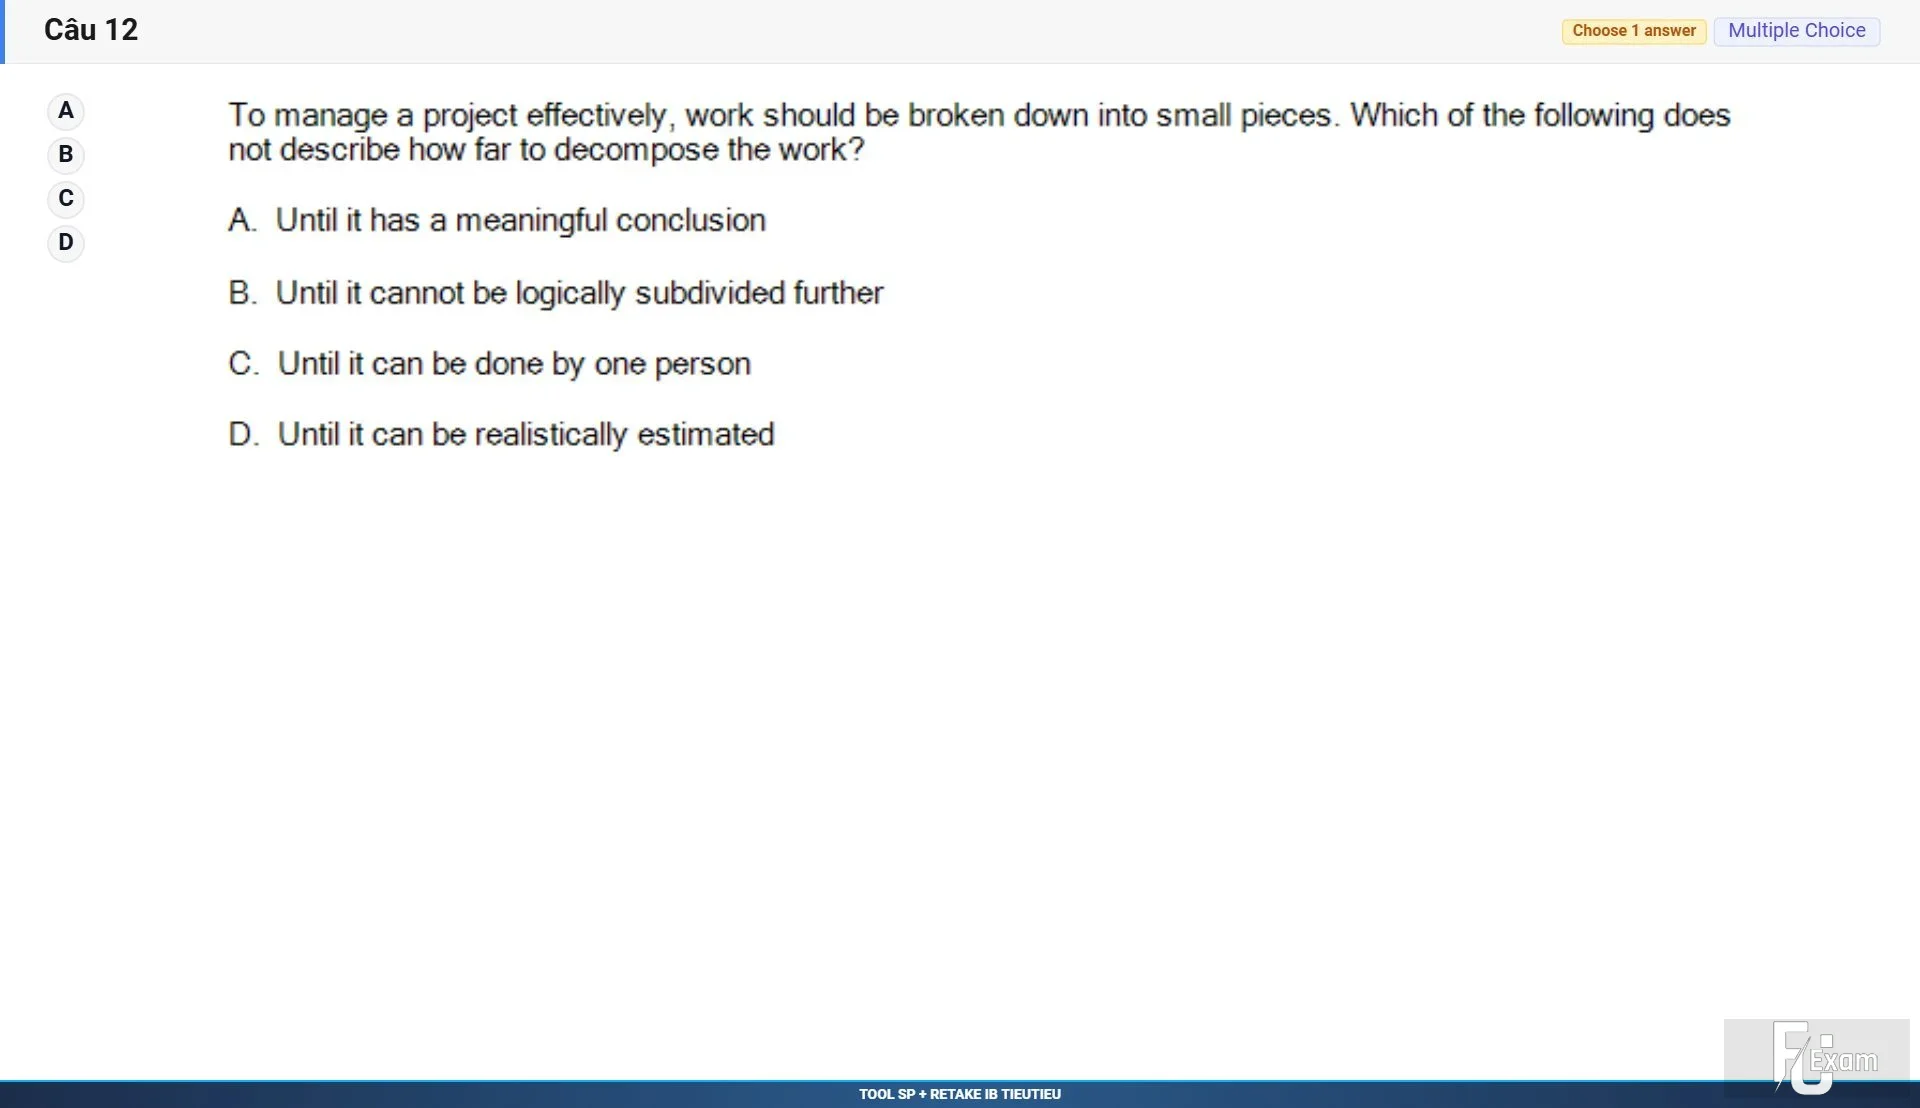 Câu 12
Choose 1 answer
Multiple Choice
A
B
C
D
To manage a project effectively, work should be broken down into small pieces. Which of the following does
not describe how far to decompose the work?
A. Until it has a meaningful conclusion
B. Until it cannot be logically subdivided further
C. Until it can be done by one person
D. Until it can be realistically estimated
FU Exam
TOOL SP + RETAKE IB TIEUTIEU